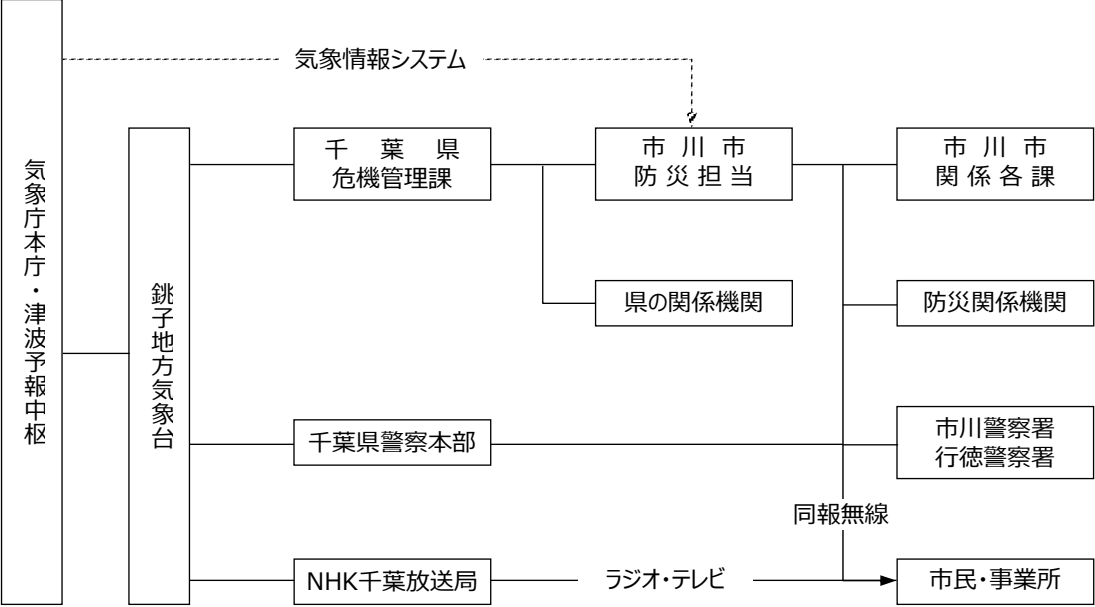 気象情報システム
気象庁本庁・津波予報中枢
銚子地方気象台
千葉県
危機管理課
市川市
防災担当
市川市
関係各課
県の関係機関
防災関係機関
千葉県警察本部
市川警察署
行徳警察署
同報無線
NHK千葉放送局
ラジオ・テレビ
市民・事業所